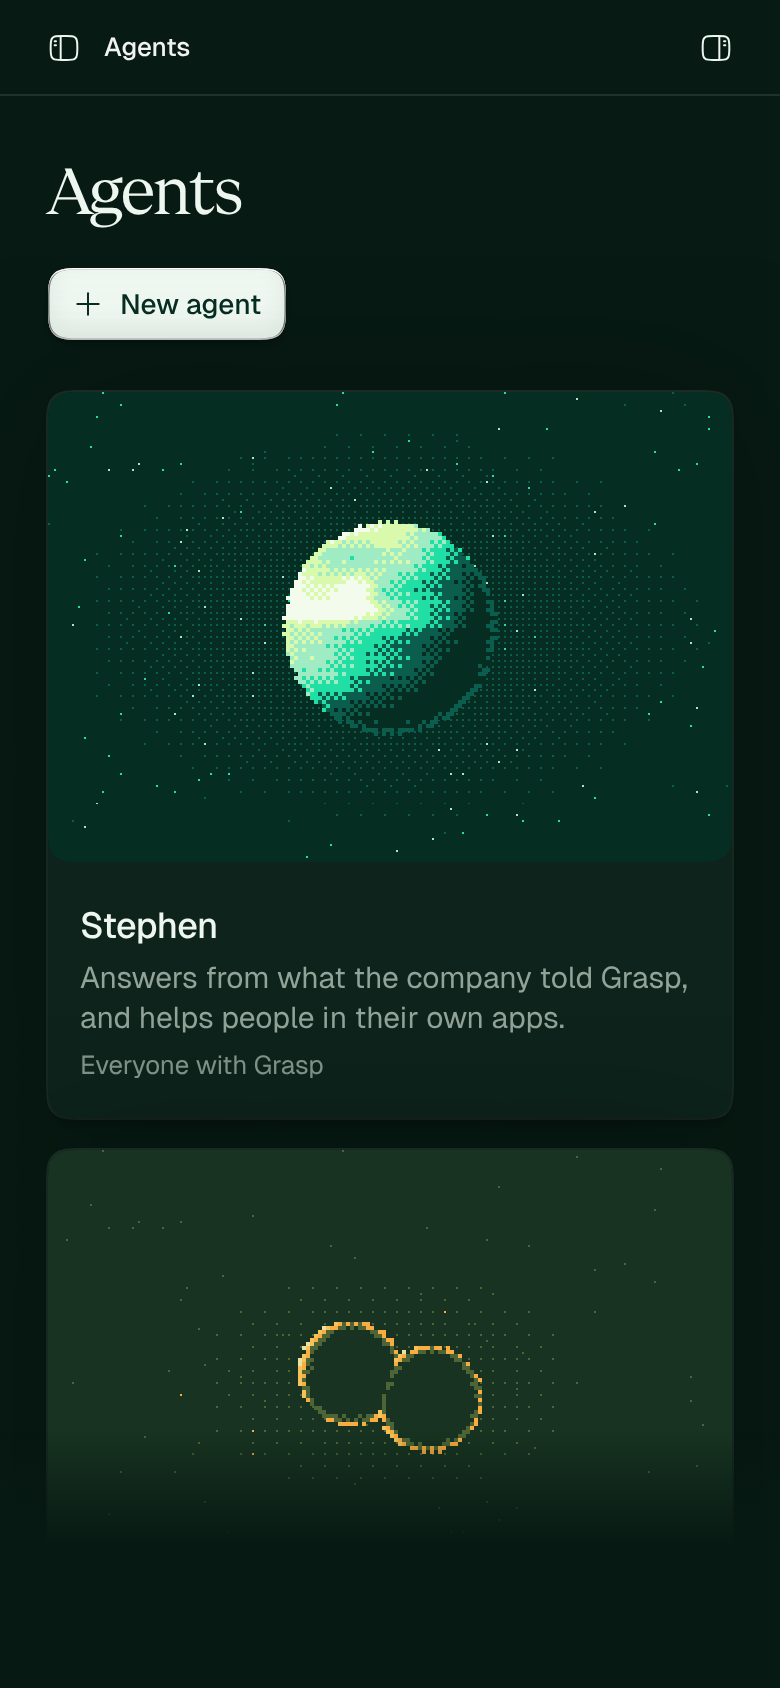 Agents
Agents
New agent
Stephen
Answers from what the company told Grasp,
and helps people in their own apps.
Everyone with Grasp